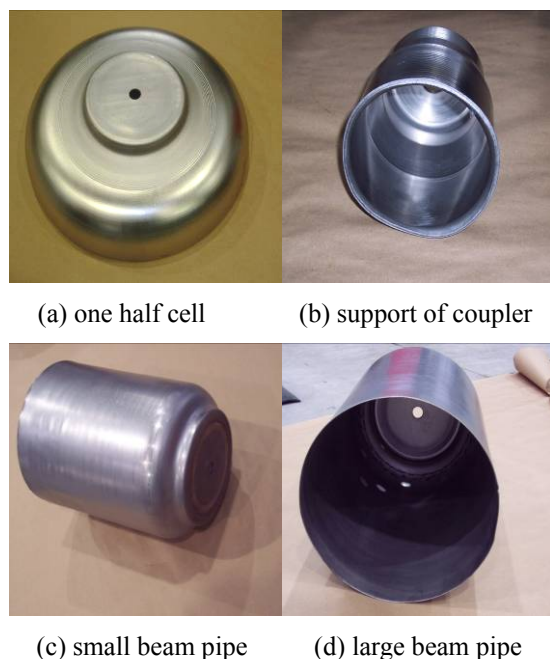 (a) one half cell
(b) support of coupler
(c) small beam pipe
(d) large beam pipe